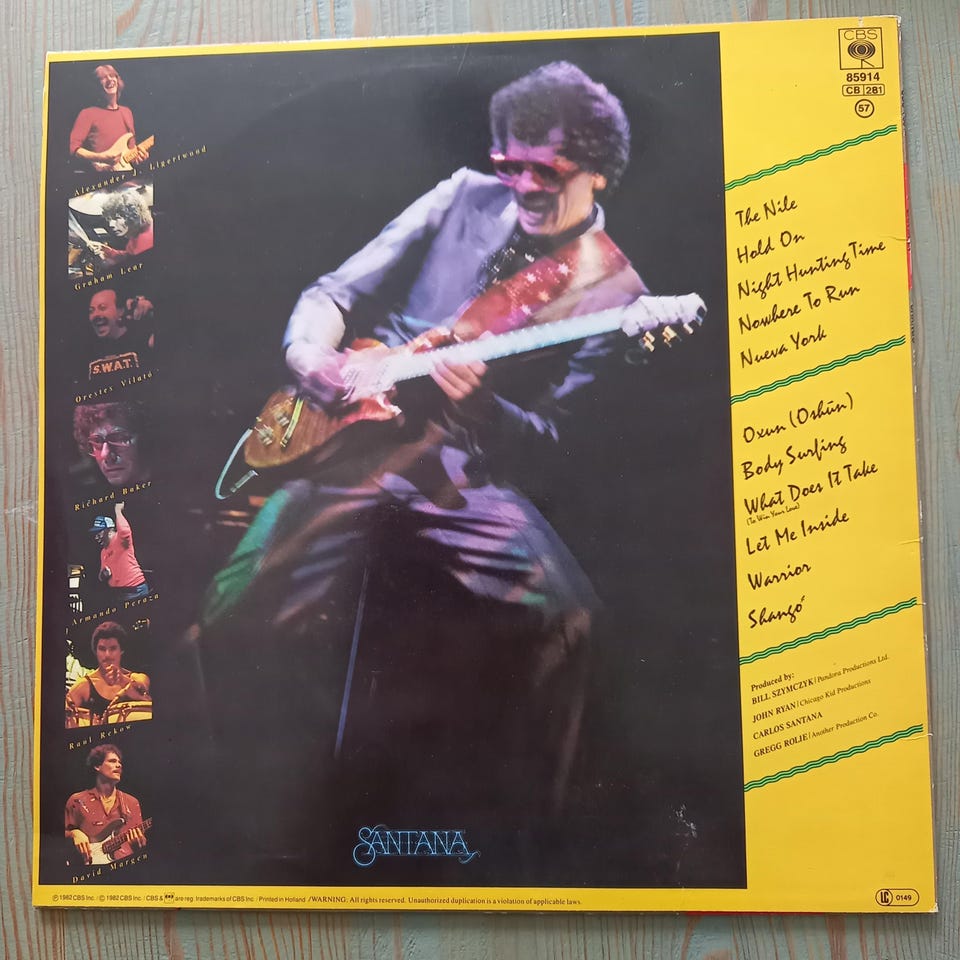 CBS
85914
CB 281
57
Alexander J. Ligertwood
Graham Lear
S.W.A.T.
Orestes Vilató
Richard Baker
Armando Peraza
Raul Rekow
David Margen
The Nile
Hold On
Night Hunting Time
Nowhere To Run
Nueva York
Oxun (Oshūn)
Body Surfing
What Does It Take
(To Win Your Love)
Let Me Inside
Warrior
Shangó
Produced by:
BILL SZYMCZYK / Pandora Productions Ltd.
JOHN RYAN / Chicago Kid Productions
CARLOS SANTANA
GREGG ROLIE / Another Production Co.
SANTANA
℗ 1982 CBS Inc. / © 1982 CBS Inc. / CBS & are reg. trademarks of CBS Inc. / Printed in Holland / WARNING: All rights reserved. Unauthorized duplication is a violation of applicable laws.
LC 0149